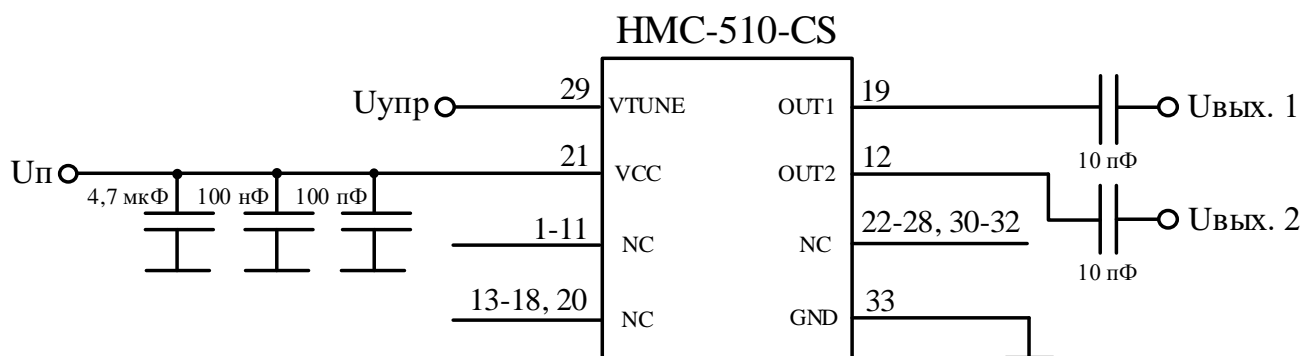 HMC-510-CS
Uупр
29
VTUNE
OUT1
19
10 пФ
Uвых. 1
Uп
4,7 мкФ
100 нФ
100 пФ
21
VCC
OUT2
12
10 пФ
Uвых. 2
1-11
NC
NC
22-28, 30-32
13-18, 20
NC
GND
33